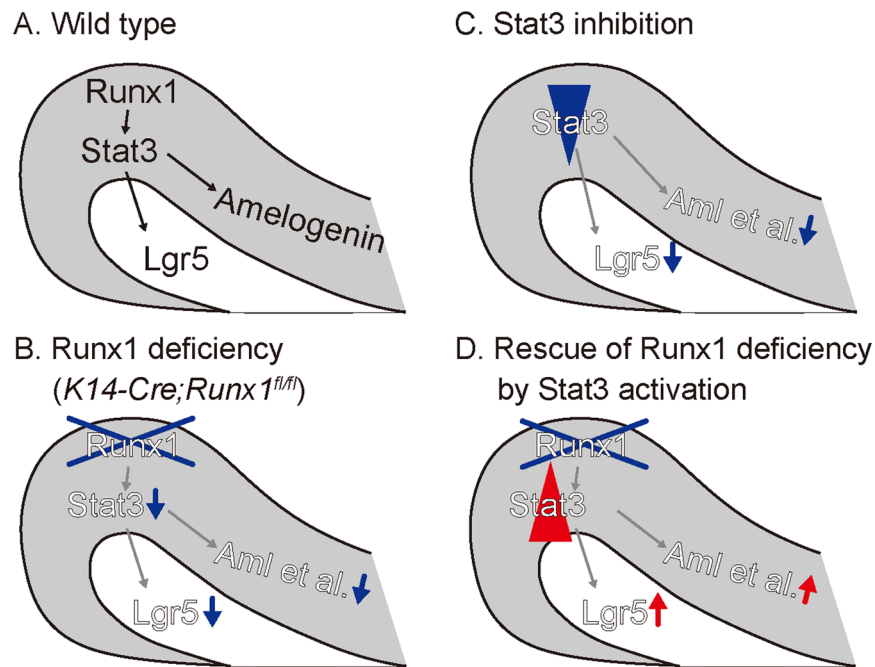 A. Wild type
Runx1
Stat3
Amelogenin
Lgr5
B. Runx1 deficiency
(K14-Cre;Runx1fl/fl)
Runx1
Stat3
Aml et al.
Lgr5
C. Stat3 inhibition
Stat3
Aml et al.
Lgr5
D. Rescue of Runx1 deficiency
by Stat3 activation
Runx1
Stat3
Aml et al.
Lgr5